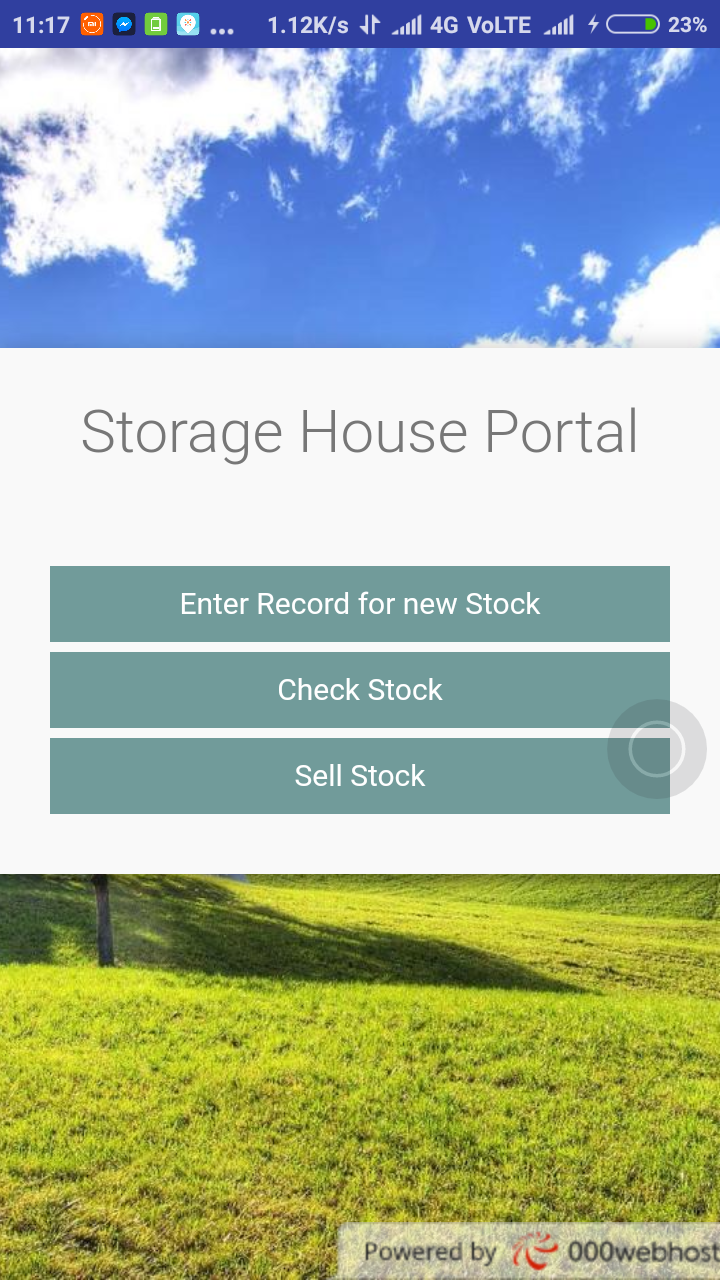 11:17 ... 1.12K/s 4G VoLTE 23%
Storage House Portal
Enter Record for new Stock
Check Stock
Sell Stock
Powered by 000webhost